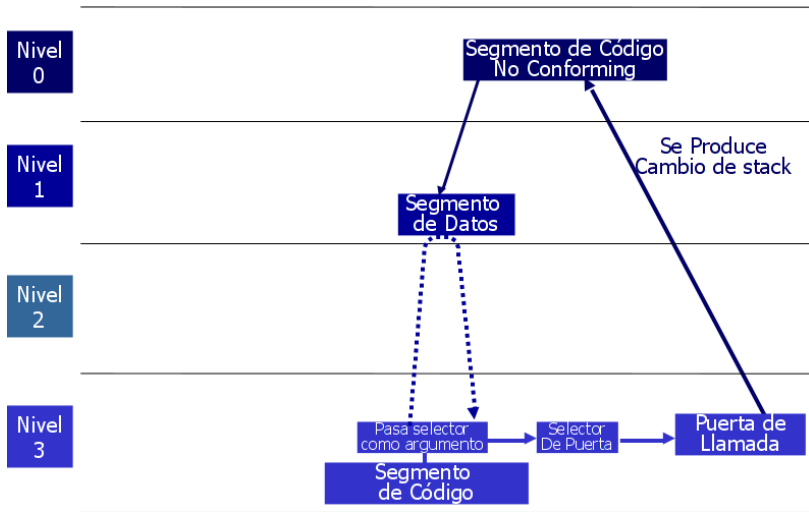 Nivel
0
Segmento de Código
No Conforming
Se Produce
Cambio de stack
Nivel
1
Segmento
de Datos
Nivel
2
Nivel
3
Pasa selector
como argumento
Selector
De Puerta
Puerta de
Llamada
Segmento
de Código